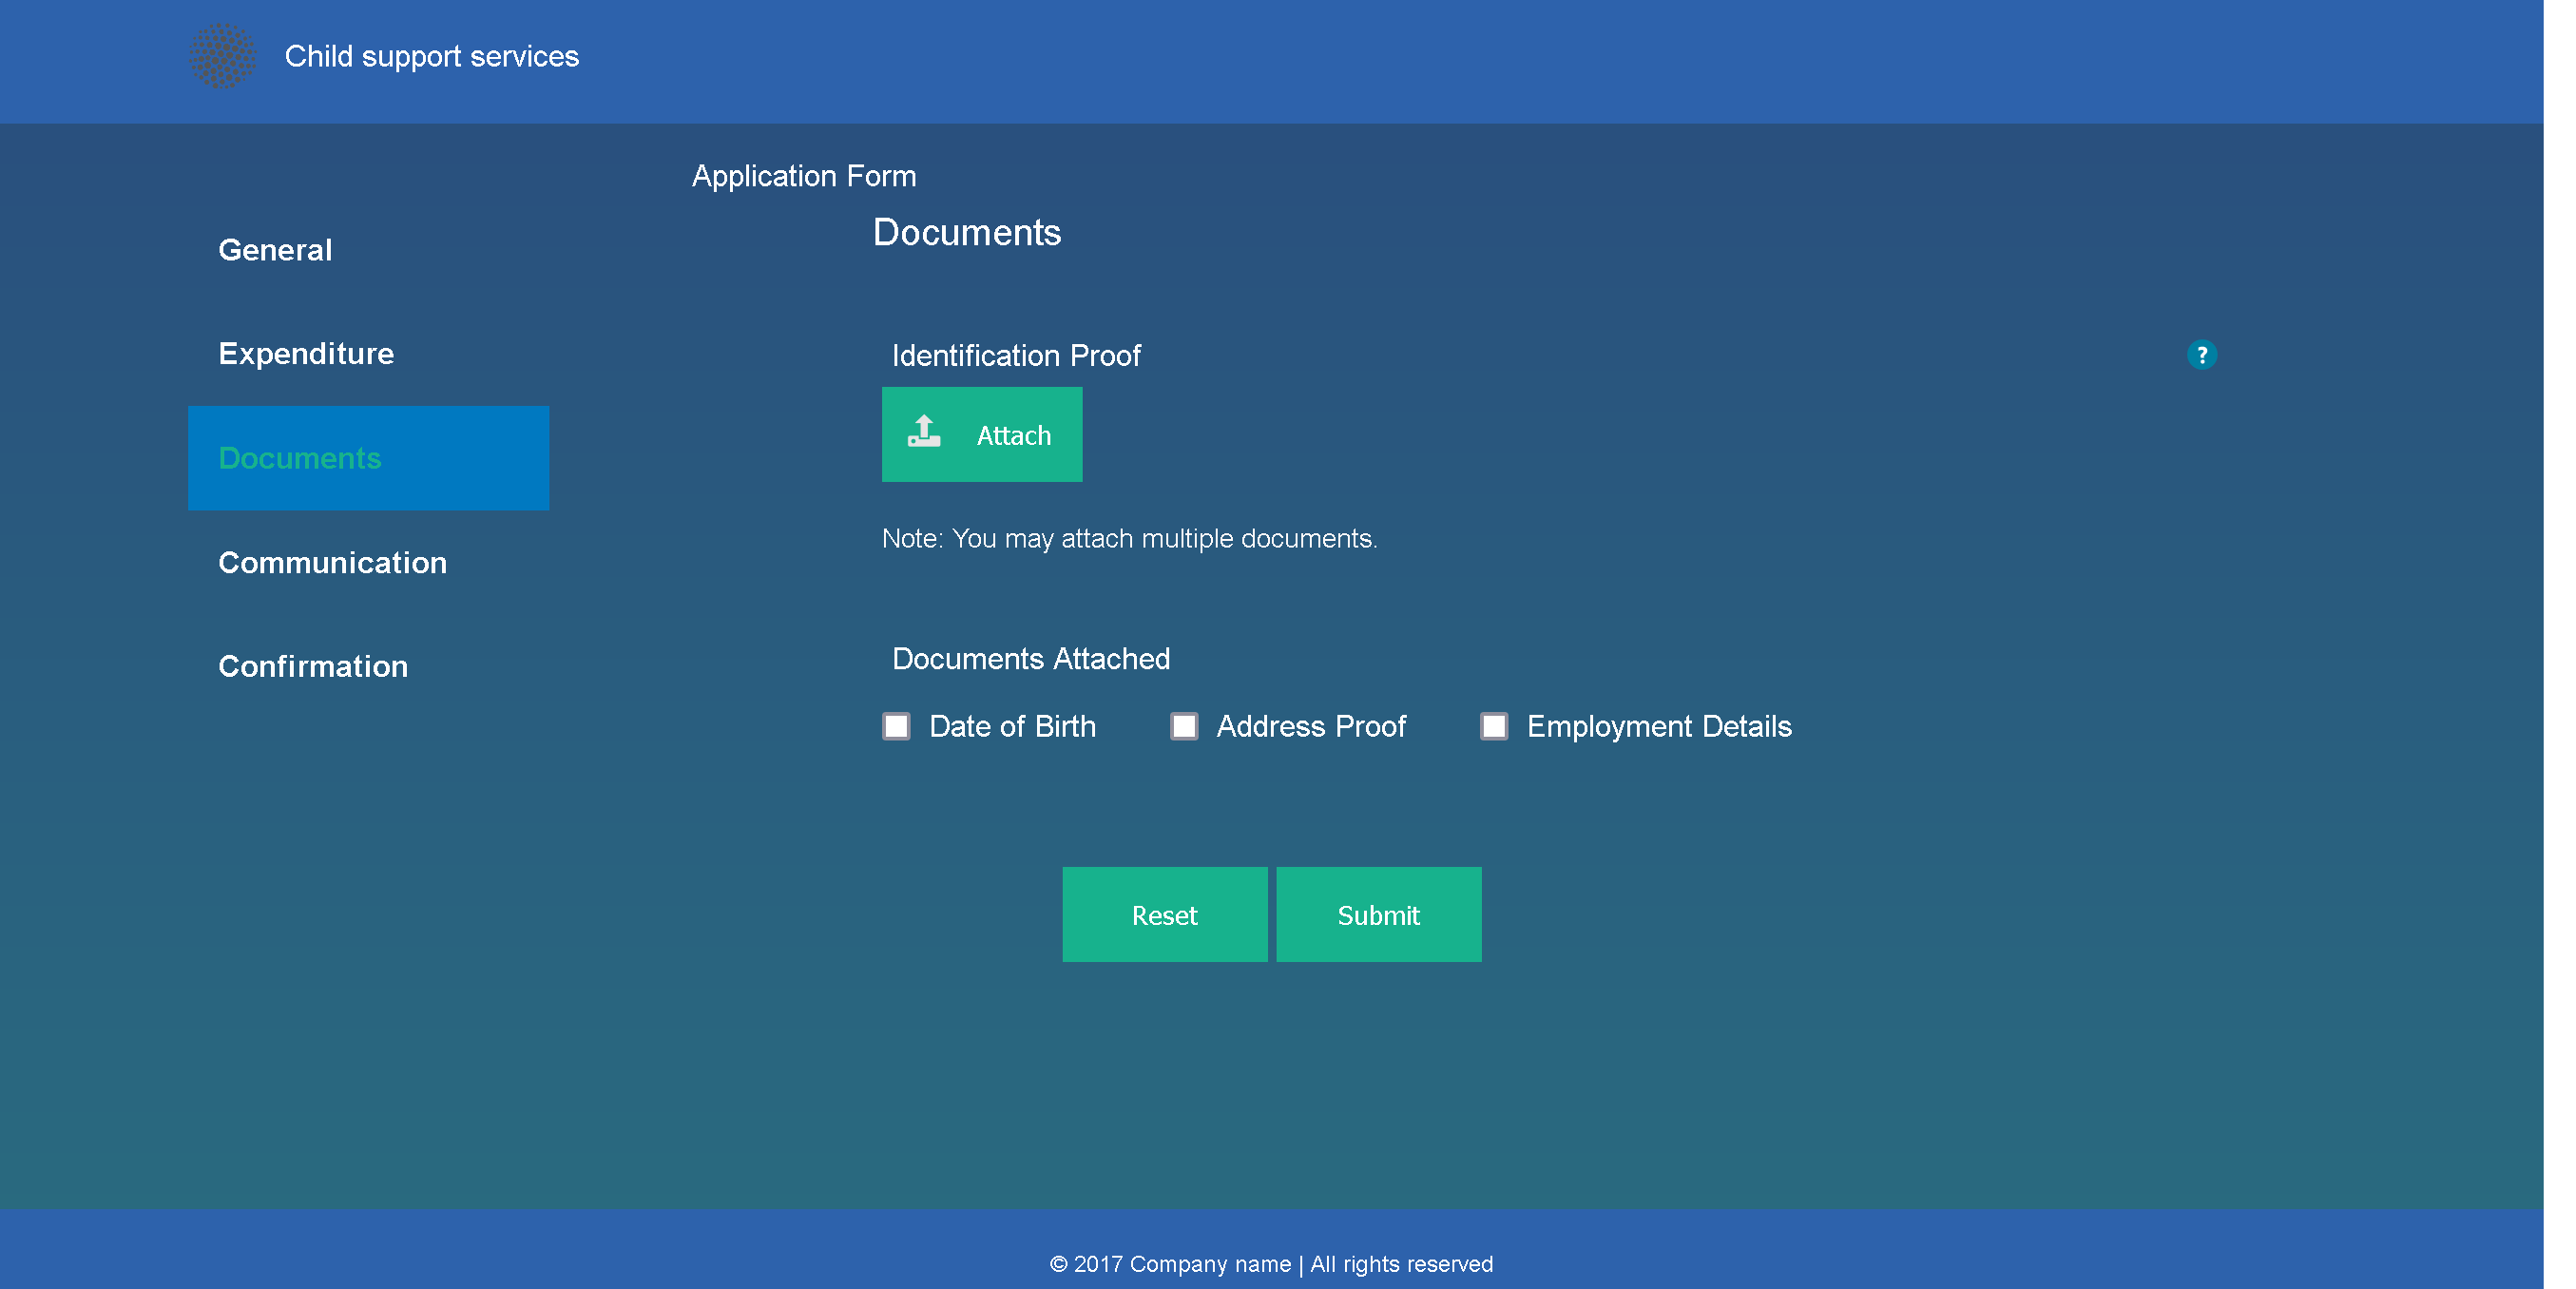 Child support services
Application Form
Documents
General
Expenditure
Documents
Communication
Confirmation
Identification Proof
?
Attach
Note: You may attach multiple documents.
Documents Attached
Date of Birth Address Proof Employment Details
Reset Submit
© 2017 Company name | All rights reserved